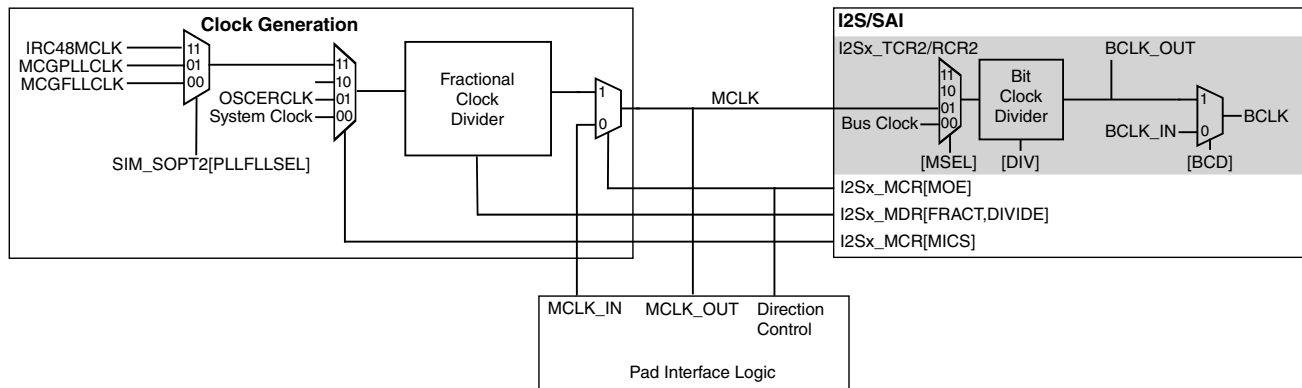 Clock Generation
IRC48MCLK
MCGPLLCLK
MCGFLLCLK
11
01
00
SIM_SOPT2[PLLFLLSEL]
OSCERCLK
System Clock
11
10
01
00
Fractional
Clock
Divider
1
0
MCLK
I2S/SAI
I2Sx_TCR2/RCR2
Bus Clock
11
10
01
00
[MSEL]
Bit
Clock
Divider
[DIV]
BCLK_OUT
BCLK_IN
1
0
[BCD]
BCLK
I2Sx_MCR[MOE]
I2Sx_MDR[FRACT,DIVIDE]
I2Sx_MCR[MICS]
MCLK_IN
MCLK_OUT
Direction
Control
Pad Interface Logic